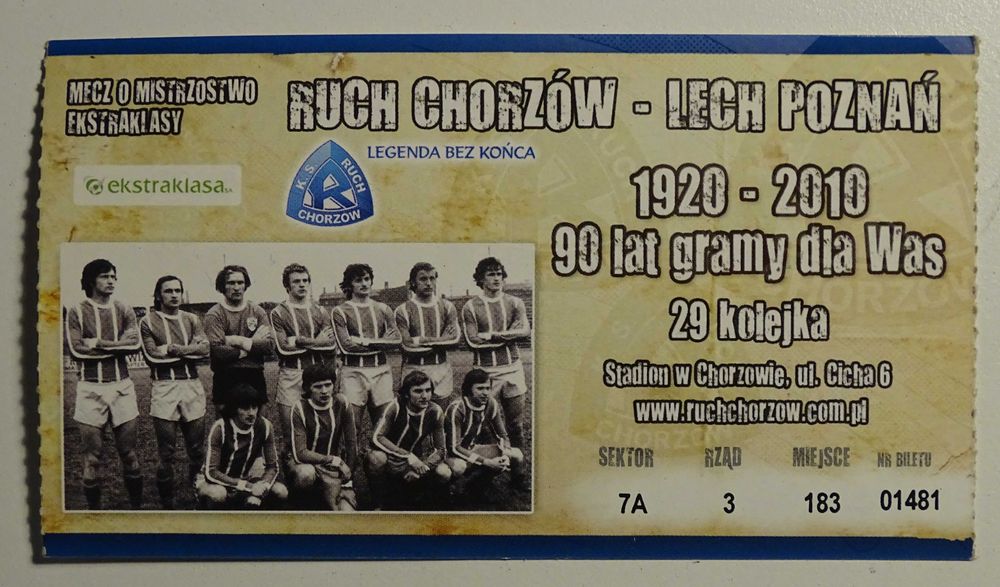 MECZ O MISTRZOSTWO
EKSTRAKLASY
RUCH CHORZÓW - LECH POZNAŃ
LEGENDA BEZ KOŃCA
K.S. RUCH
R
CHORZOW
ekstraklasa SA
1920 - 2010
90 lat gramy dla Was
29 kolejka
Stadion w Chorzowie, ul. Cicha 6
www.ruchchorzow.com.pl
SEKTOR RZĄD MIEJSCE NR BILETU
7A 3 183 01481